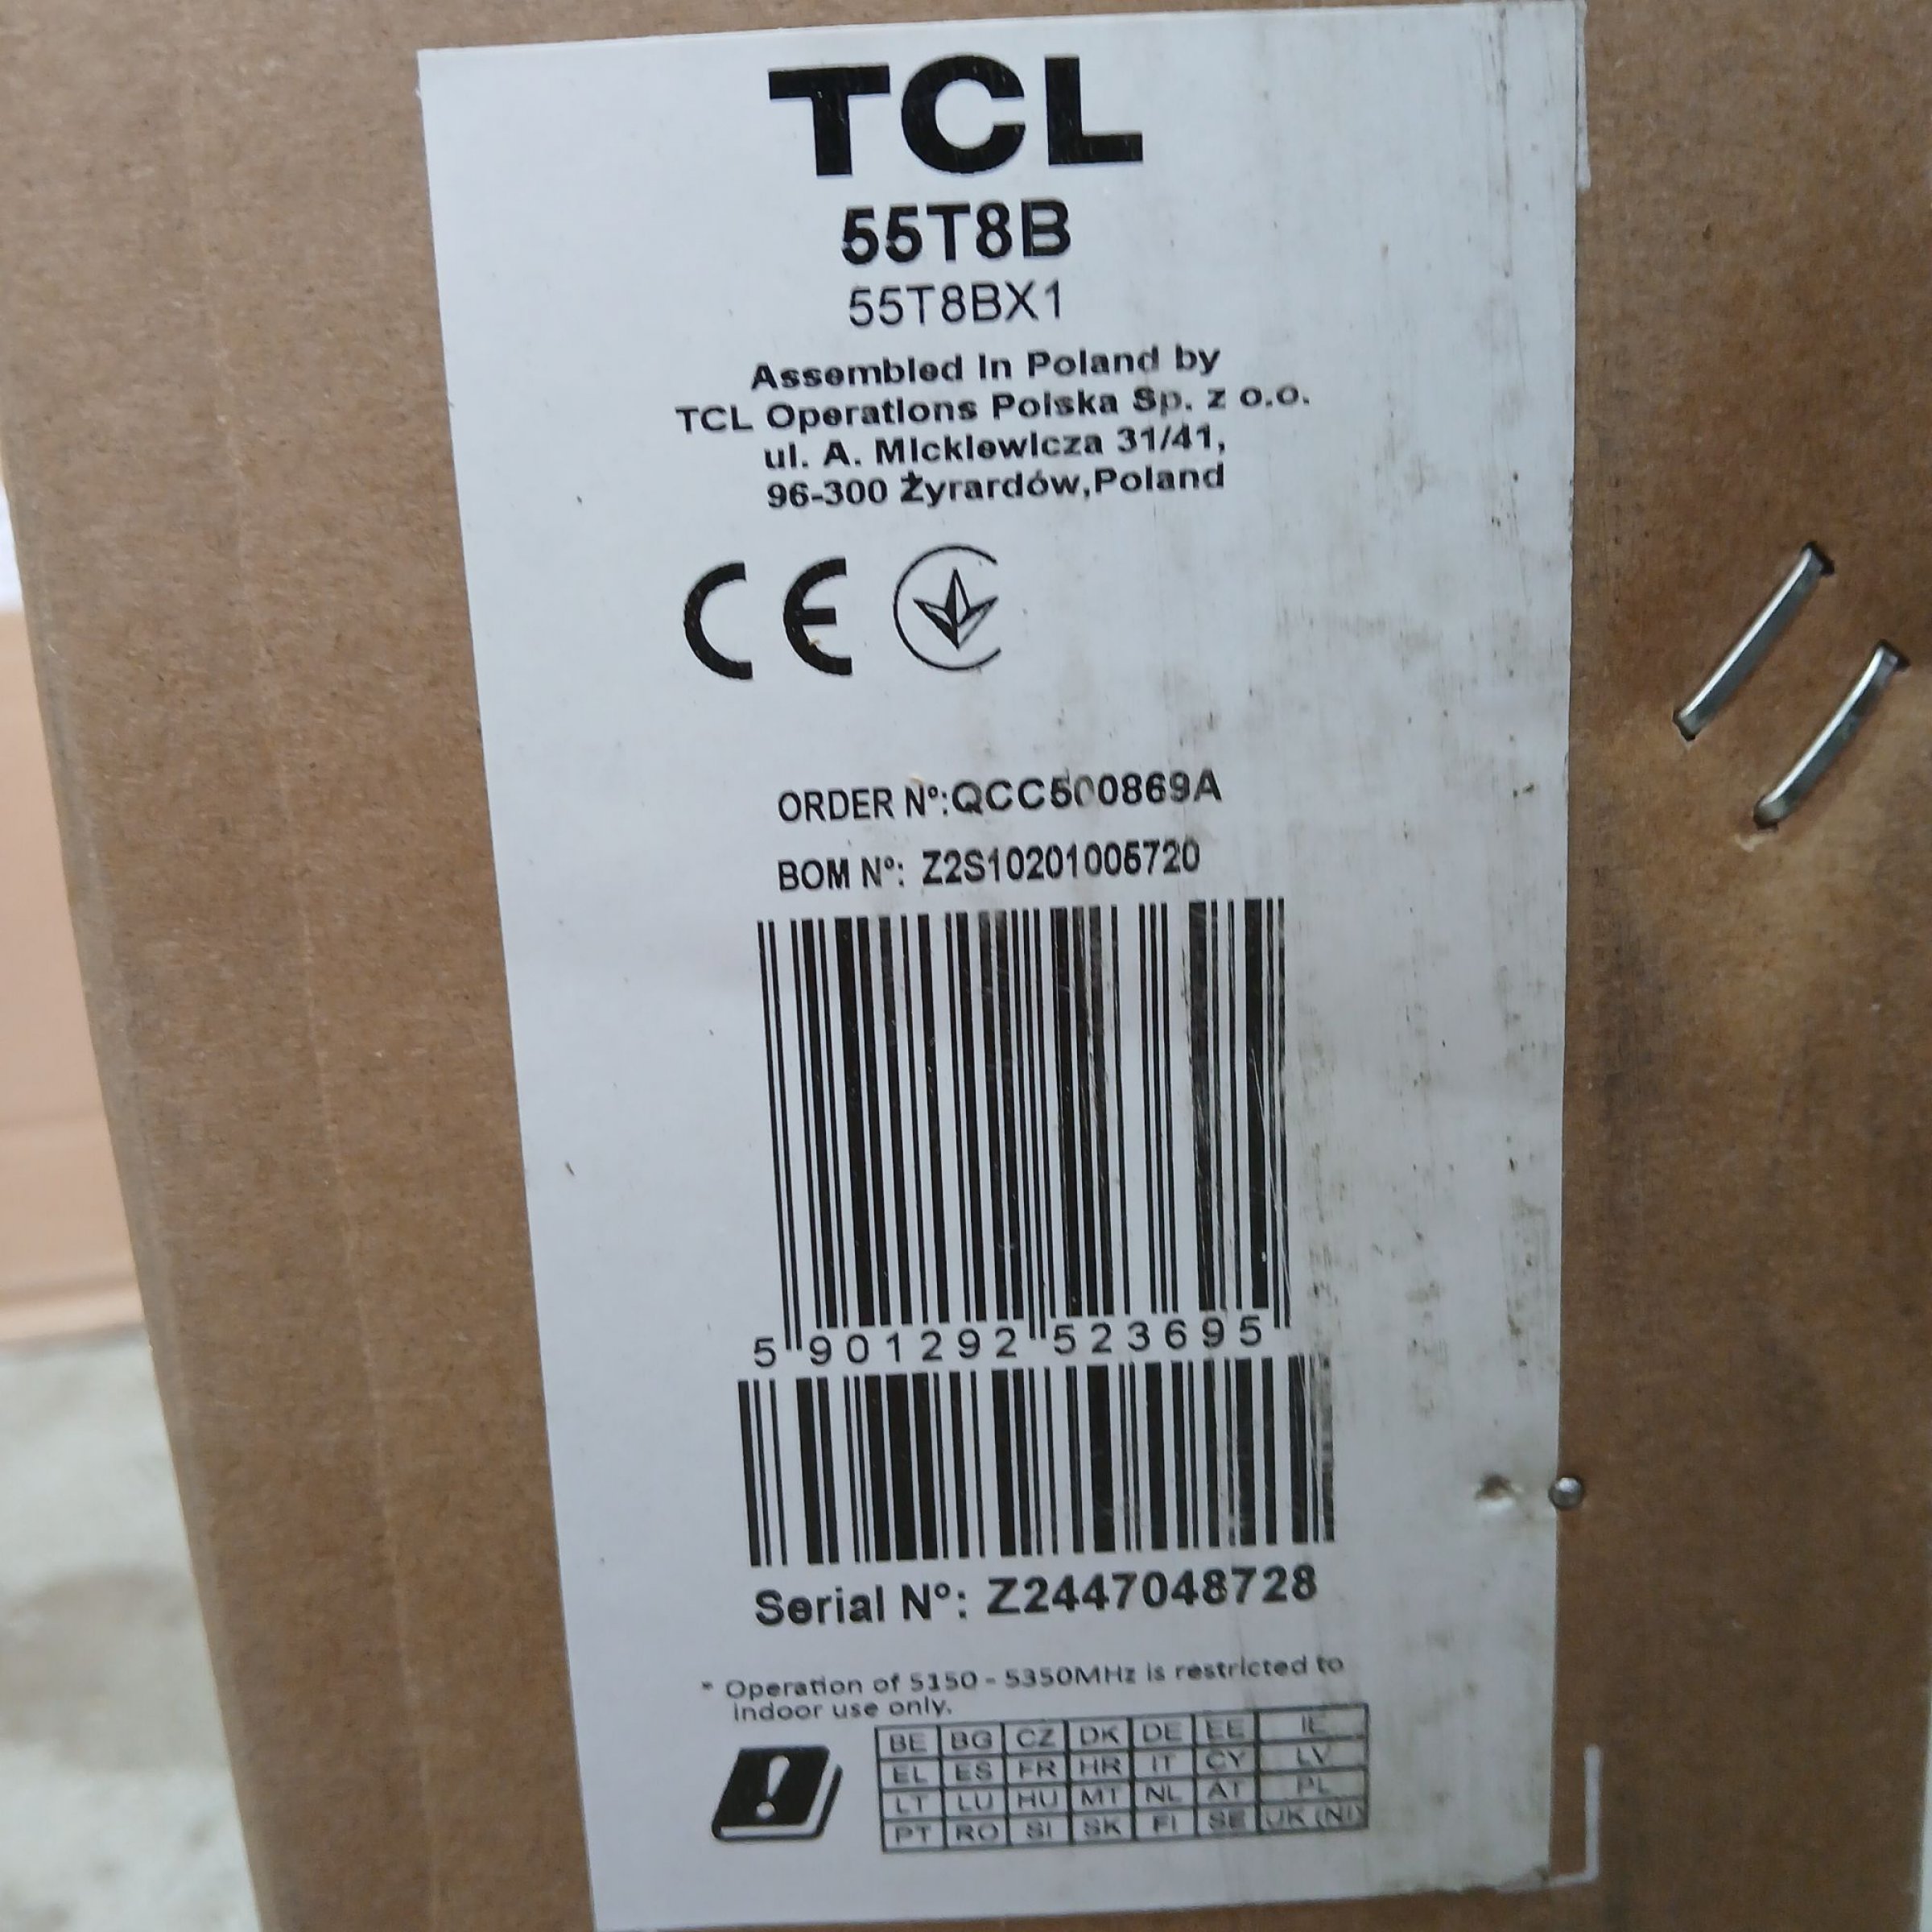 TCL
55T8B
55T8BX1
Assembled In Poland by
TCL Operations Polska Sp. z o.o.
ul. A. Mickiewicza 31/41,
96-300 Żyrardów,Poland
CE
ORDER Nº:QCC500869A
BOM Nº: Z2S10201005720
5 901292 523695
Serial Nº: Z2447048728
* Operation of 5150 - 5350MHz is restricted to
indoor use only.
BE BG CZ DK DE EE IE
EL ES FR HR IT CY LV
LT LU HU MT NL AT PL
PT RO SI SK FI SE UK (NI)